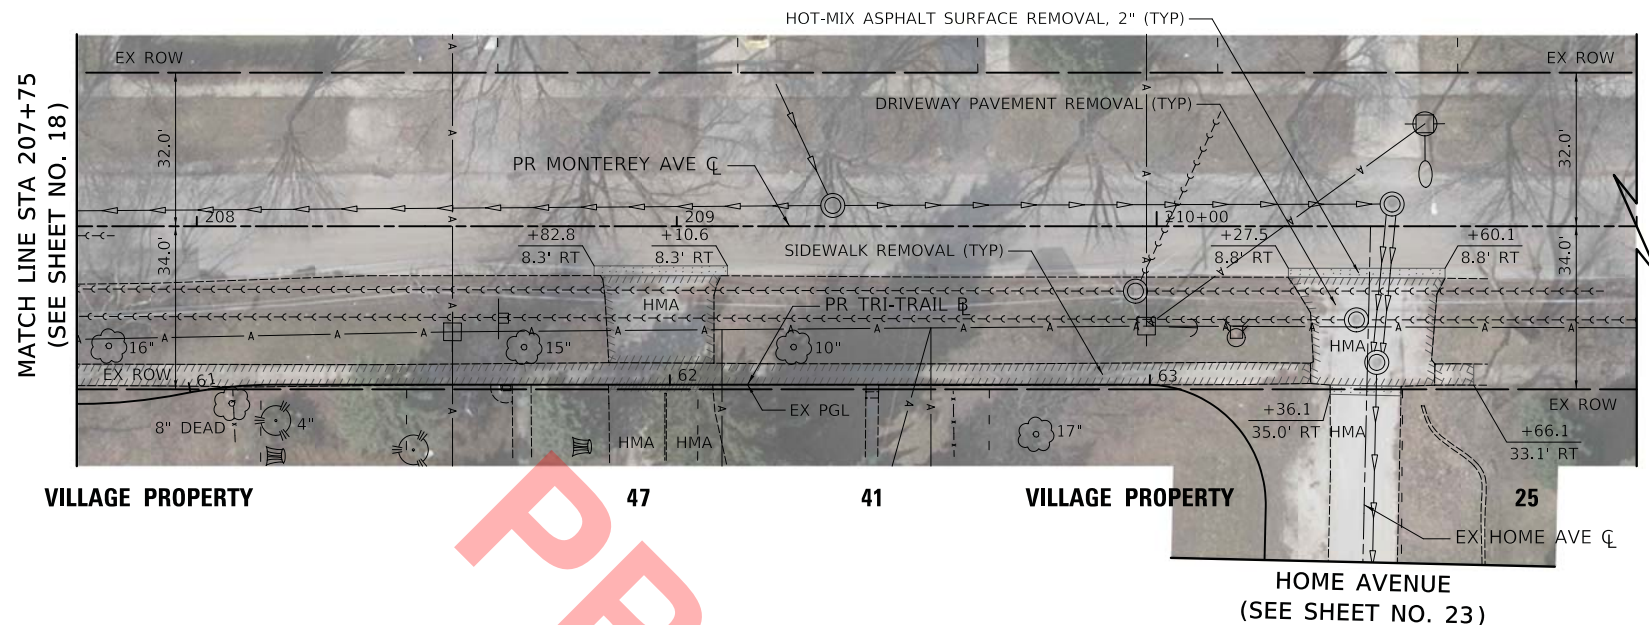 HOT-MIX ASPHALT SURFACE REMOVAL, 2" (TYP)
EX ROW
EX ROW
MATCH LINE STA 207+75
(SEE SHEET NO. 18)
32.0'
32.0'
DRIVEWAY PAVEMENT REMOVAL (TYP)
PR MONTEREY AVE ℄
208
209
210+00
34.0'
34.0'
+82.8
8.3' RT
+10.6
8.3' RT
SIDEWALK REMOVAL (TYP)
+27.5
8.8' RT
+60.1
8.8' RT
HMA
PR TRI-TRAIL B
16"
15"
10"
HMA
EX ROW
61
62
63
EX PGL
EX ROW
8" DEAD
4"
HMA
HMA
17"
+36.1
35.0' RT
HMA
+66.1
33.1' RT
VILLAGE PROPERTY
47
41
VILLAGE PROPERTY
25
EX HOME AVE ℄
HOME AVENUE
(SEE SHEET NO. 23)